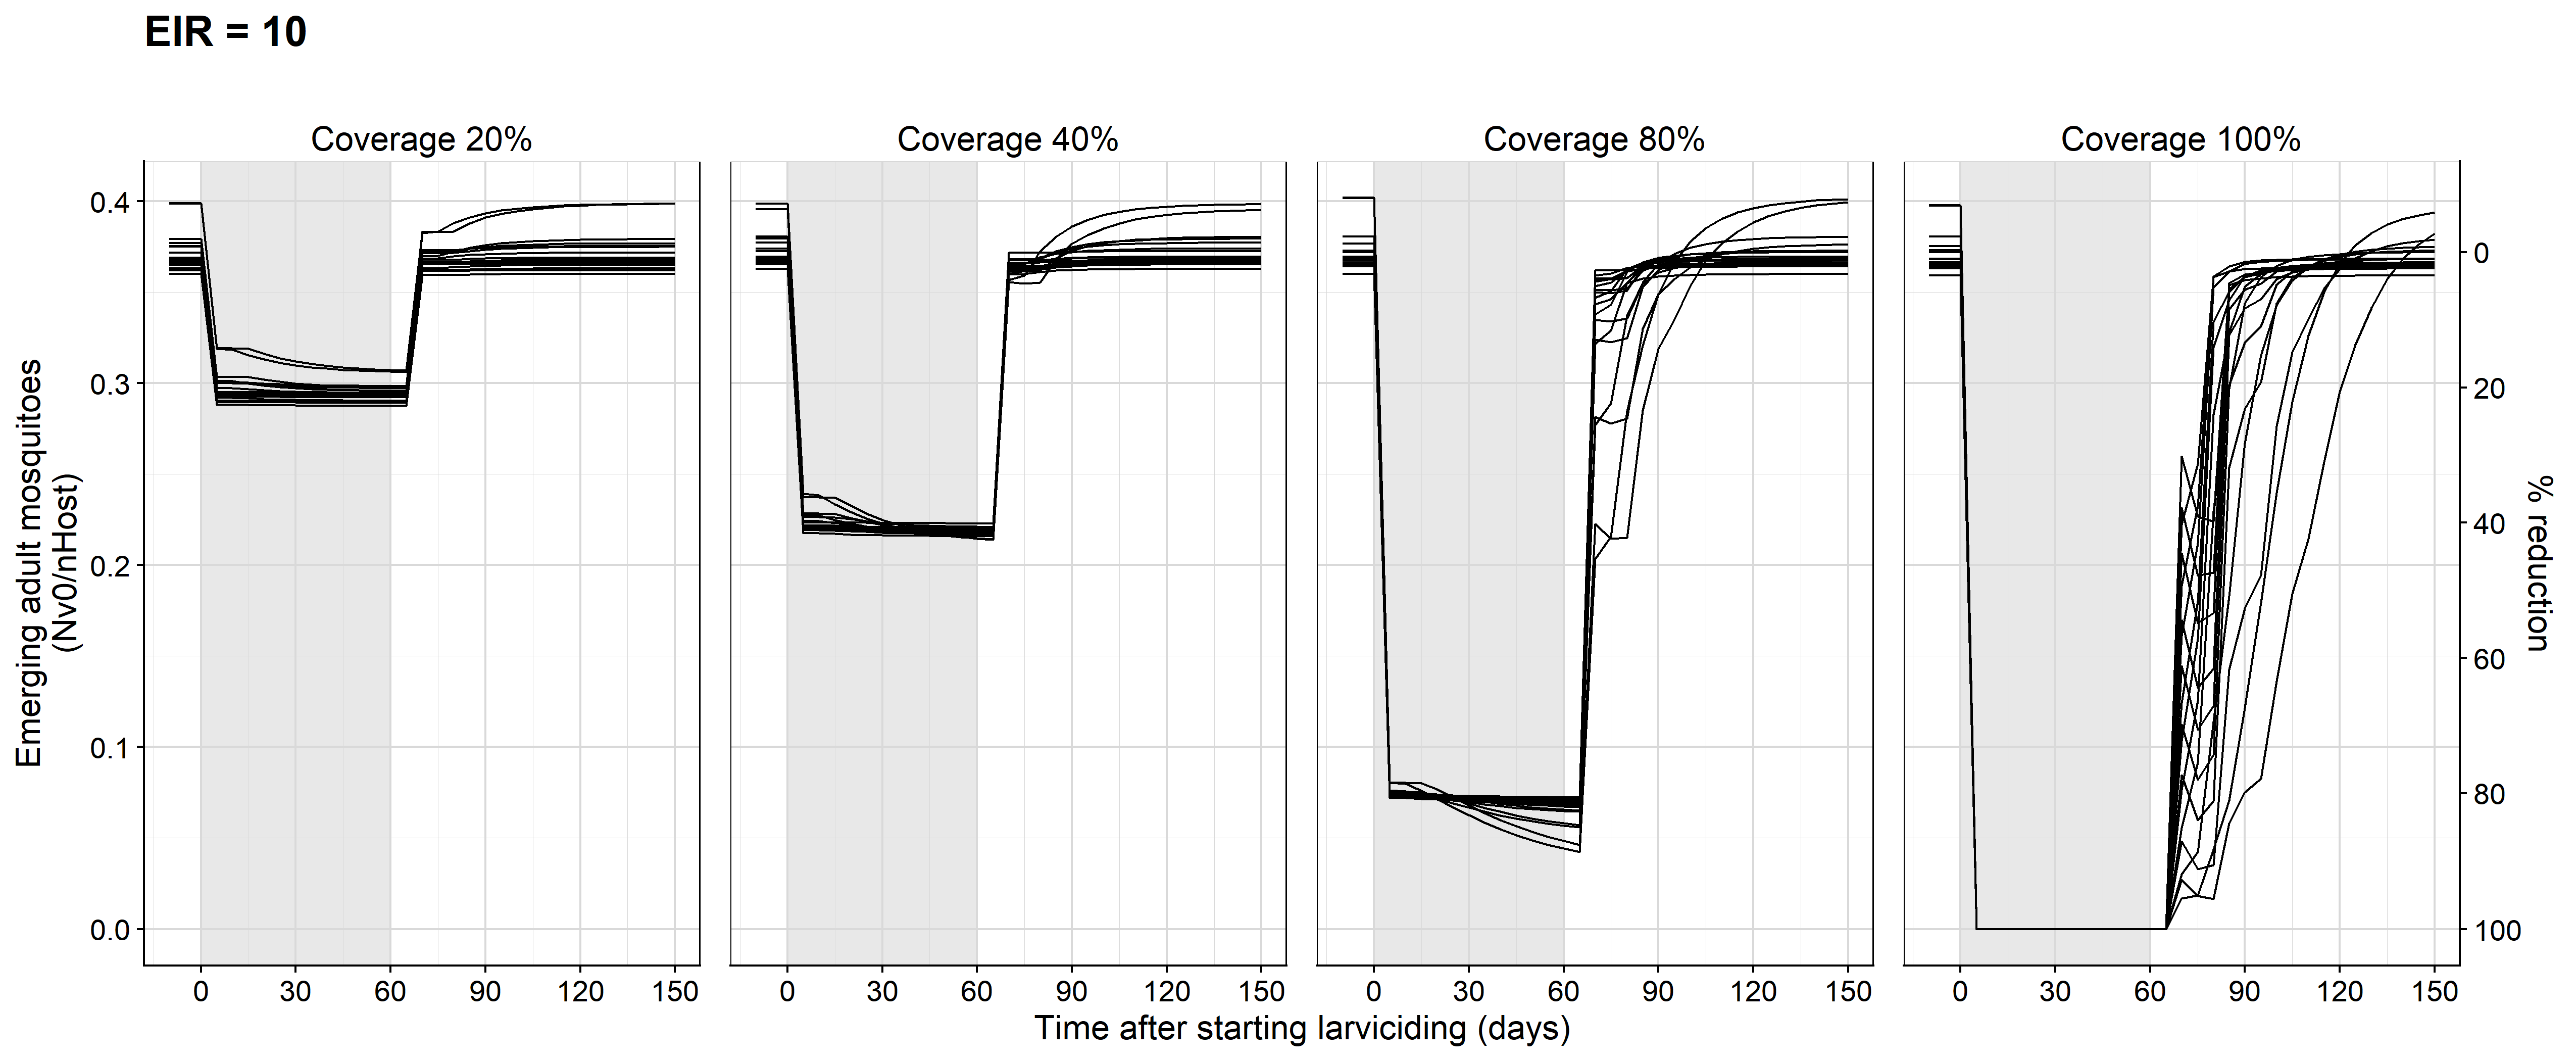 EIR = 10
Coverage 20%
Coverage 40%
Coverage 80%
Coverage 100%
Emerging adult mosquitoes
(Nv0/nHost)
0.4
0.3
0.2
0.1
0.0
0
20
40
60
80
100
% reduction
0 30 60 90 120 150
0 30 60 90 120 150
0 30 60 90 120 150
0 30 60 90 120 150
Time after starting larviciding (days)